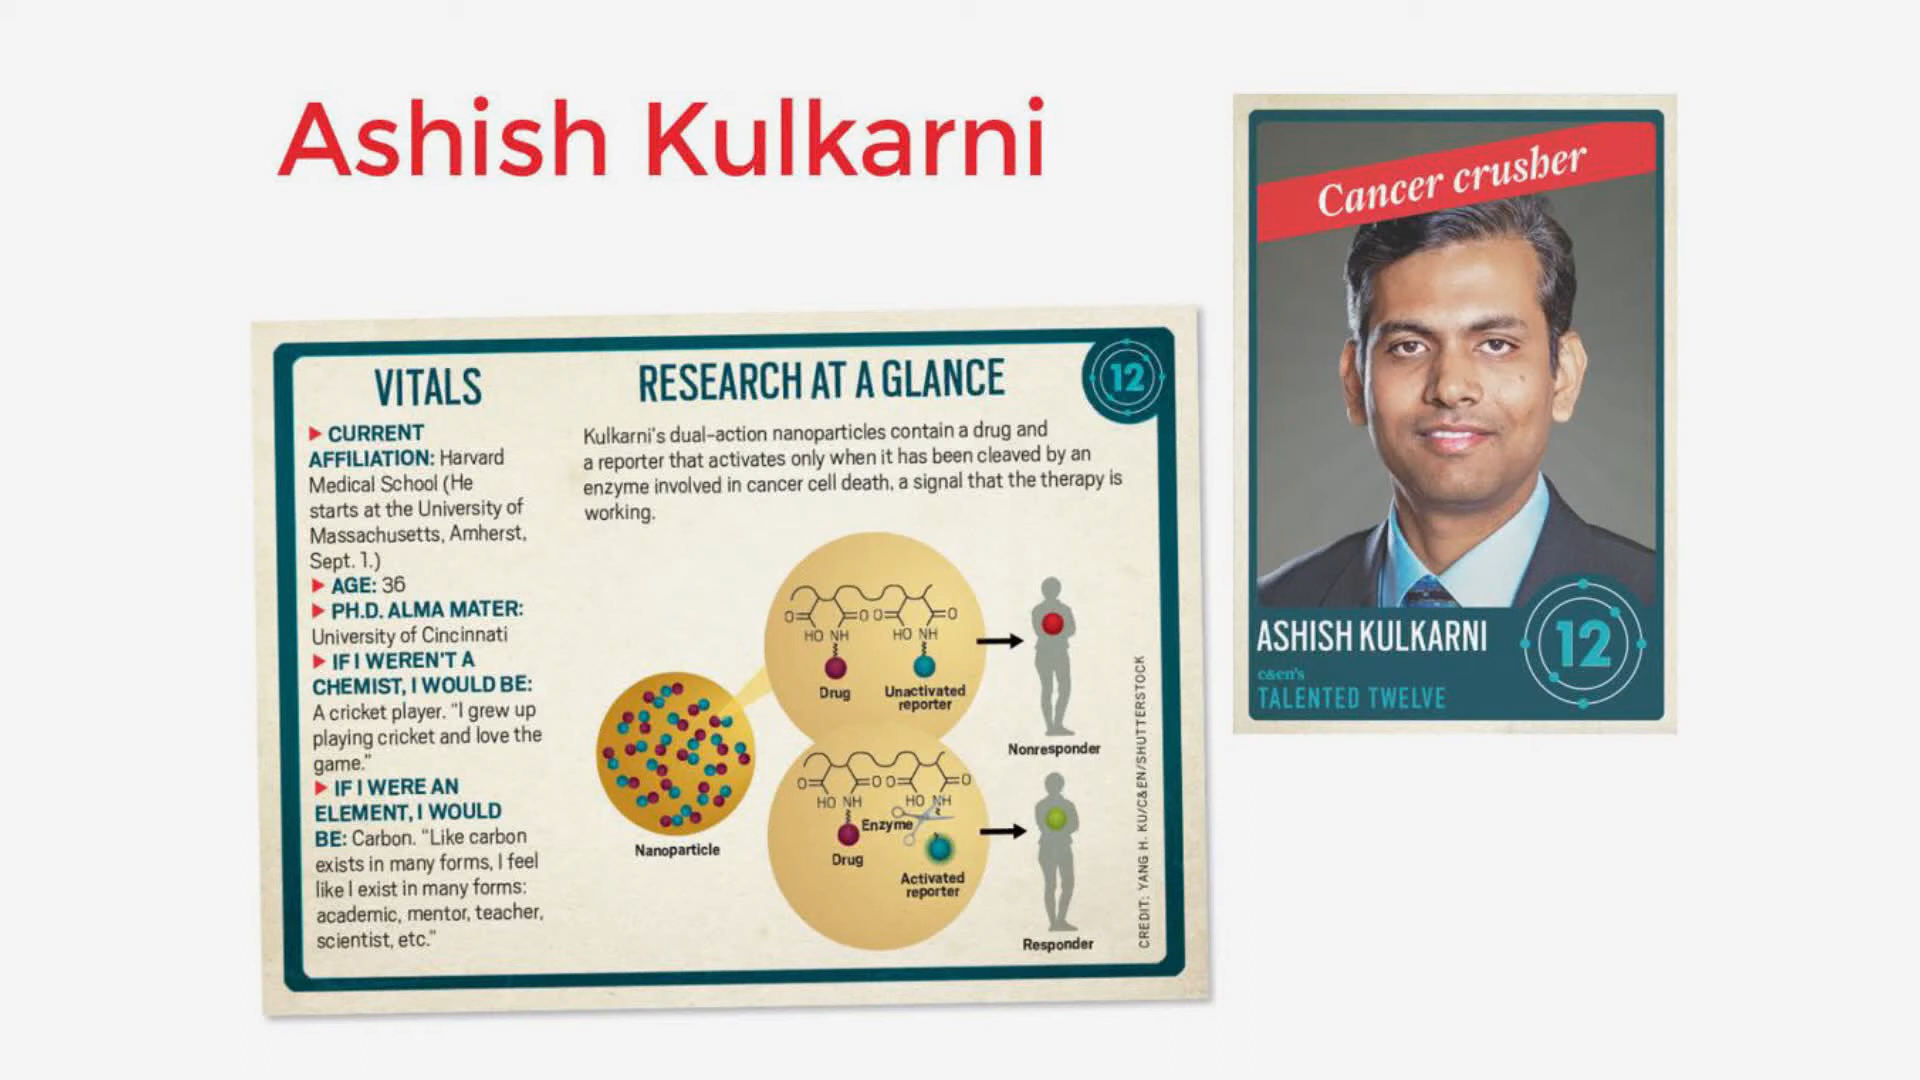 Ashish Kulkarni
Cancer crusher
ASHISH KULKARNI
12
c&en's
TALENTED TWELVE
VITALS
▶ CURRENT
AFFILIATION: Harvard
Medical School (He
starts at the University of
Massachusetts, Amherst,
Sept. 1.)
▶ AGE: 36
▶ PH.D. ALMA MATER:
University of Cincinnati
▶ IF I WEREN'T A
CHEMIST, I WOULD BE:
A cricket player. “I grew up
playing cricket and love the
game.”
▶ IF I WERE AN
ELEMENT, I WOULD
BE: Carbon. “Like carbon
exists in many forms, I feel
like I exist in many forms:
academic, mentor, teacher,
scientist, etc.”
RESEARCH AT A GLANCE
12
Kulkarni's dual-action nanoparticles contain a drug and
a reporter that activates only when it has been cleaved by an
enzyme involved in cancer cell death, a signal that the therapy is
working.
O O O O
HO NH HO NH
Drug
Unactivated
reporter
Nonresponder
Nanoparticle
O O O O
HO NH HO NH
Enzyme
Drug
Activated
reporter
Responder
CREDIT: YANG H. KU/C&EN/SHUTTERSTOCK